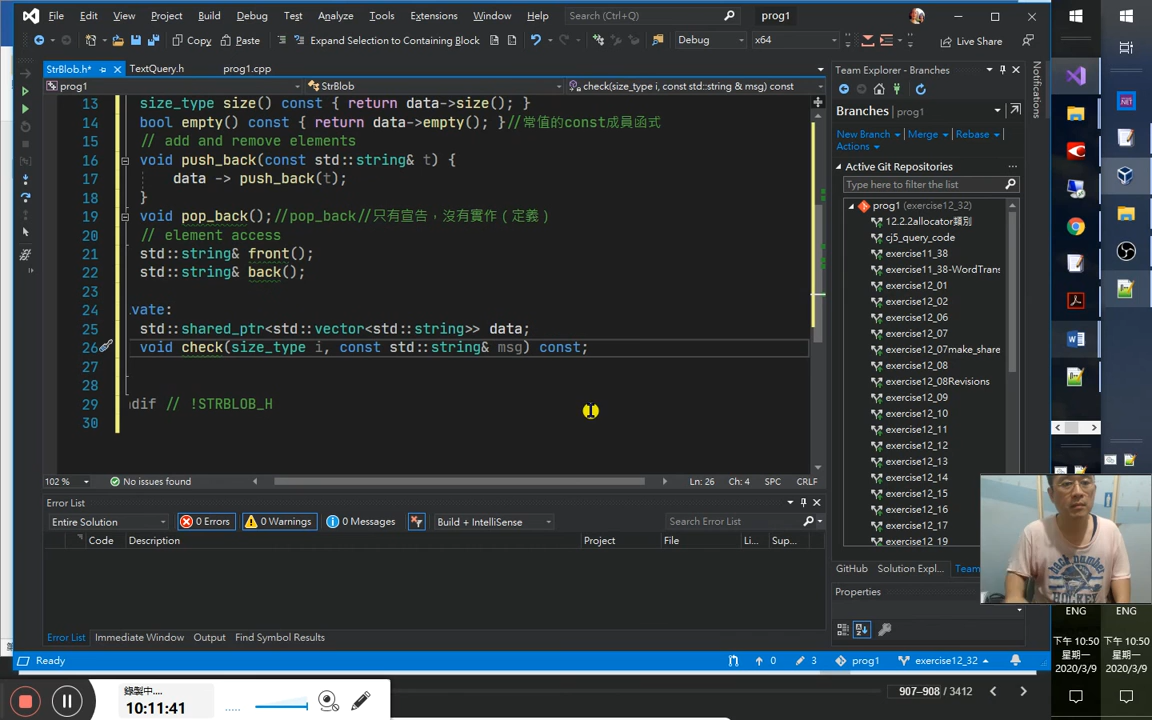 File Edit View Project Build Debug Test Analyze Tools Extensions Window Help Search (Ctrl+Q) prog1
Copy Paste Expand Selection to Containing Block Debug x64 Live Share
StrBlob.h* TextQuery.h prog1.cpp
prog1 StrBlob check(size_type i, const std::string & msg) const
13 size_type size() const { return data->size(); }
14 bool empty() const { return data->empty(); }//常值的const成員函式
15 // add and remove elements
16 void push_back(const std::string& t) {
17 data -> push_back(t);
18 }
19 void pop_back();//pop_back//只有宣告，沒有實作（定義）
20 // element access
21 std::string& front();
22 std::string& back();
23
24 vate:
25 std::shared_ptr<std::vector<std::string>> data;
26 void check(size_type i, const std::string& msg) const;
27
28
29 dif // !STRBLOB_H
30
102 % No issues found Ln: 26 Ch: 4 SPC CRLF
Error List
Entire Solution 0 Errors 0 Warnings 0 Messages Build + IntelliSense Search Error List
Code Description Project File Li... Sup...
Error List Immediate Window Output Find Symbol Results
Team Explorer - Branches
Branches prog1
New Branch Merge Rebase
Actions
Active Git Repositories
Type here to filter the list
prog1 (exercise12_32)
12.2.2allocator類別
cj5_query_code
exercise11_38
exercise11_38-WordTrans
exercise12_01
exercise12_02
exercise12_06
exercise12_07
exercise12_07make_share
exercise12_08
exercise12_08Revisions
exercise12_09
exercise12_10
exercise12_11
exercise12_12
exercise12_13
exercise12_14
exercise12_15
exercise12_16
exercise12_17
exercise12_19
GitHub Solution Expl... Team
Properties
Notifications
Ready 0 3 prog1 exercise12_32
ENG ENG
下午 10:50 下午 10:50
星期一 星期一
2020/3/9 2020/3/9
錄製中....
10:11:41
907–908 / 3412